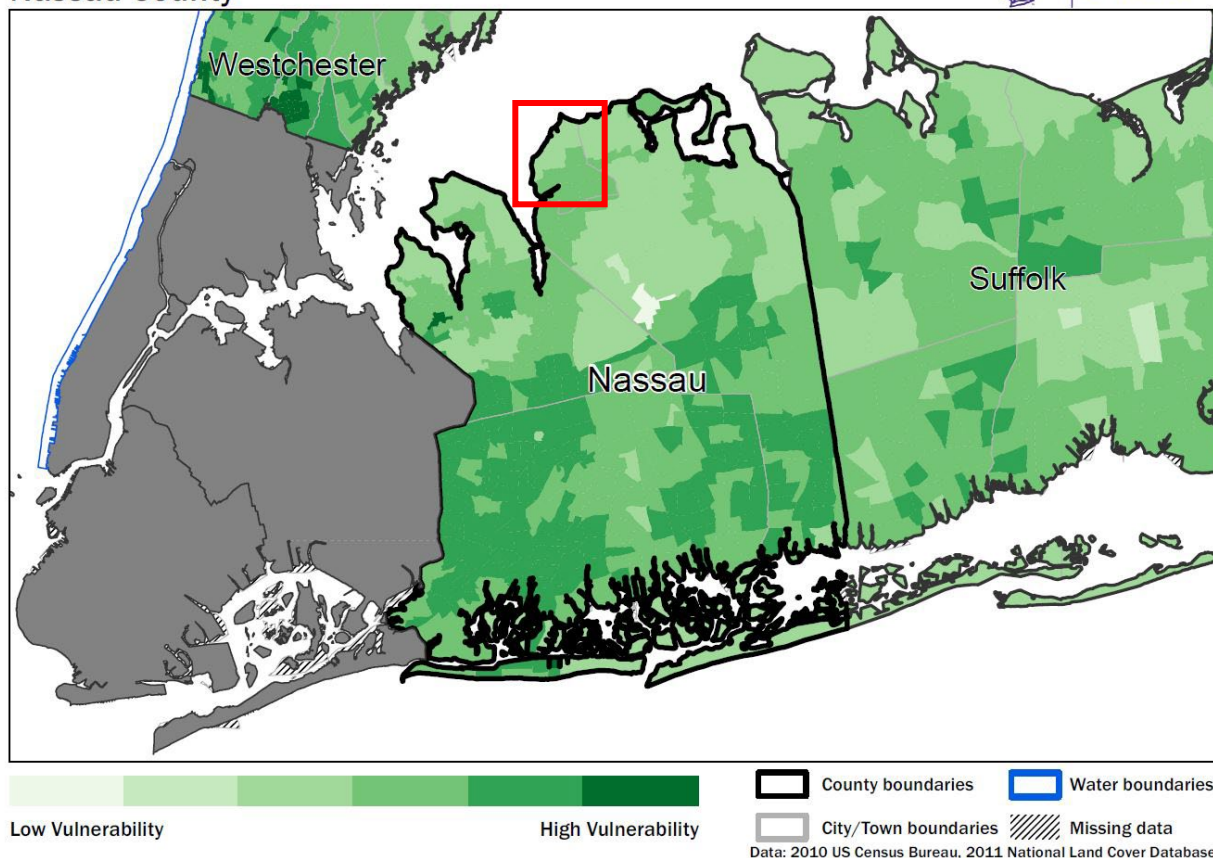 Westchester
Suffolk
Nassau
Low Vulnerability
High Vulnerability
County boundaries
Water boundaries
City/Town boundaries
Missing data
Data: 2010 US Census Bureau, 2011 National Land Cover Database